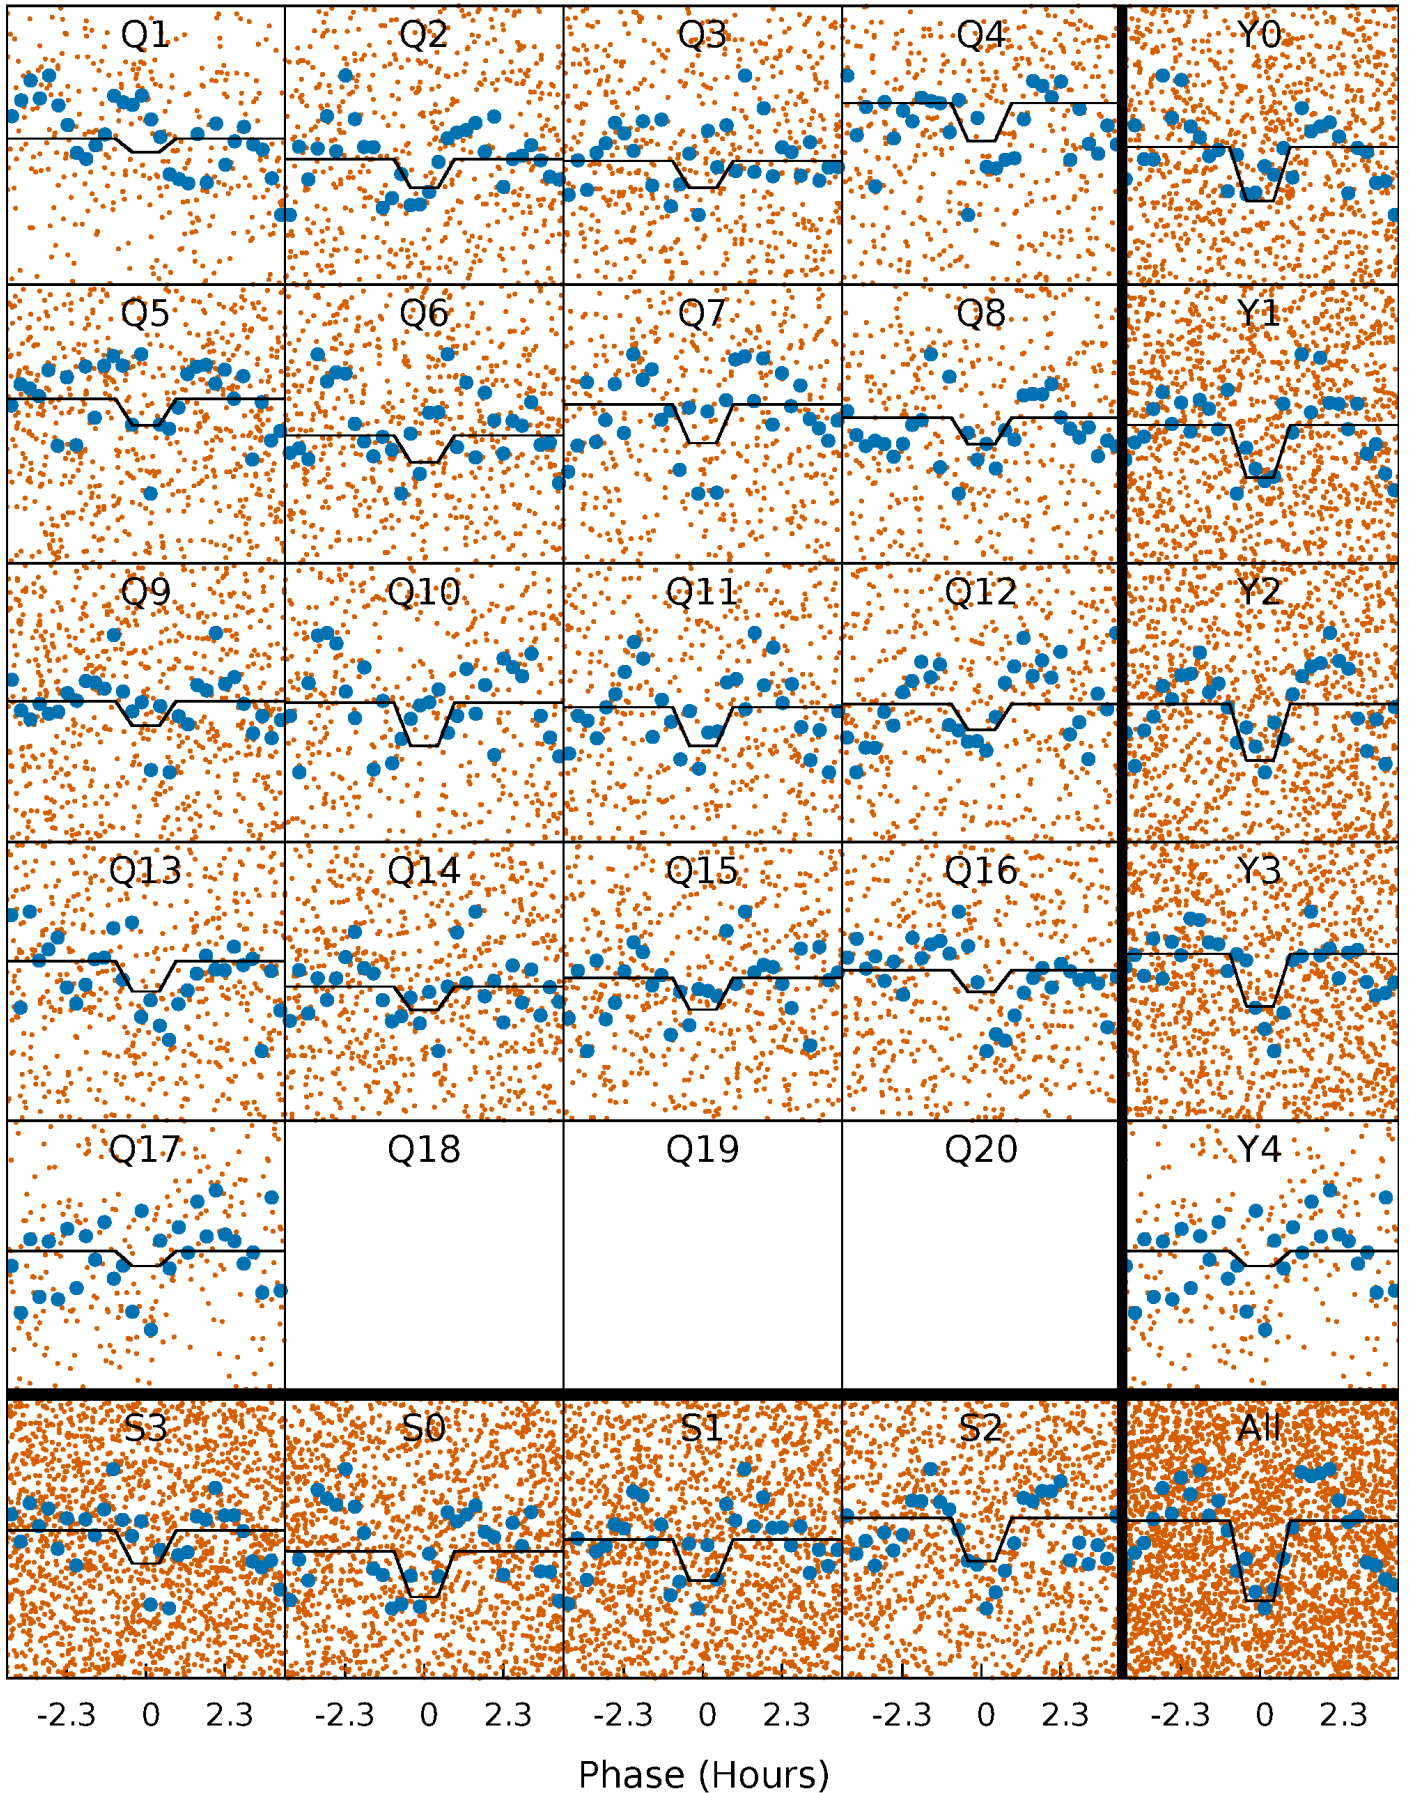 Q1 Q2 Q3 Q4 Y0
Q5 Q6 Q7 Q8 Y1
Q9 Q10 Q11 Q12 Y2
Q13 Q14 Q15 Q16 Y3
Q17 Q18 Q19 Q20 Y4
S3 S0 S1 S2 All
-2.3 0 2.3 -2.3 0 2.3 -2.3 0 2.3 -2.3 0 2.3 -2.3 0 2.3
Phase (Hours)